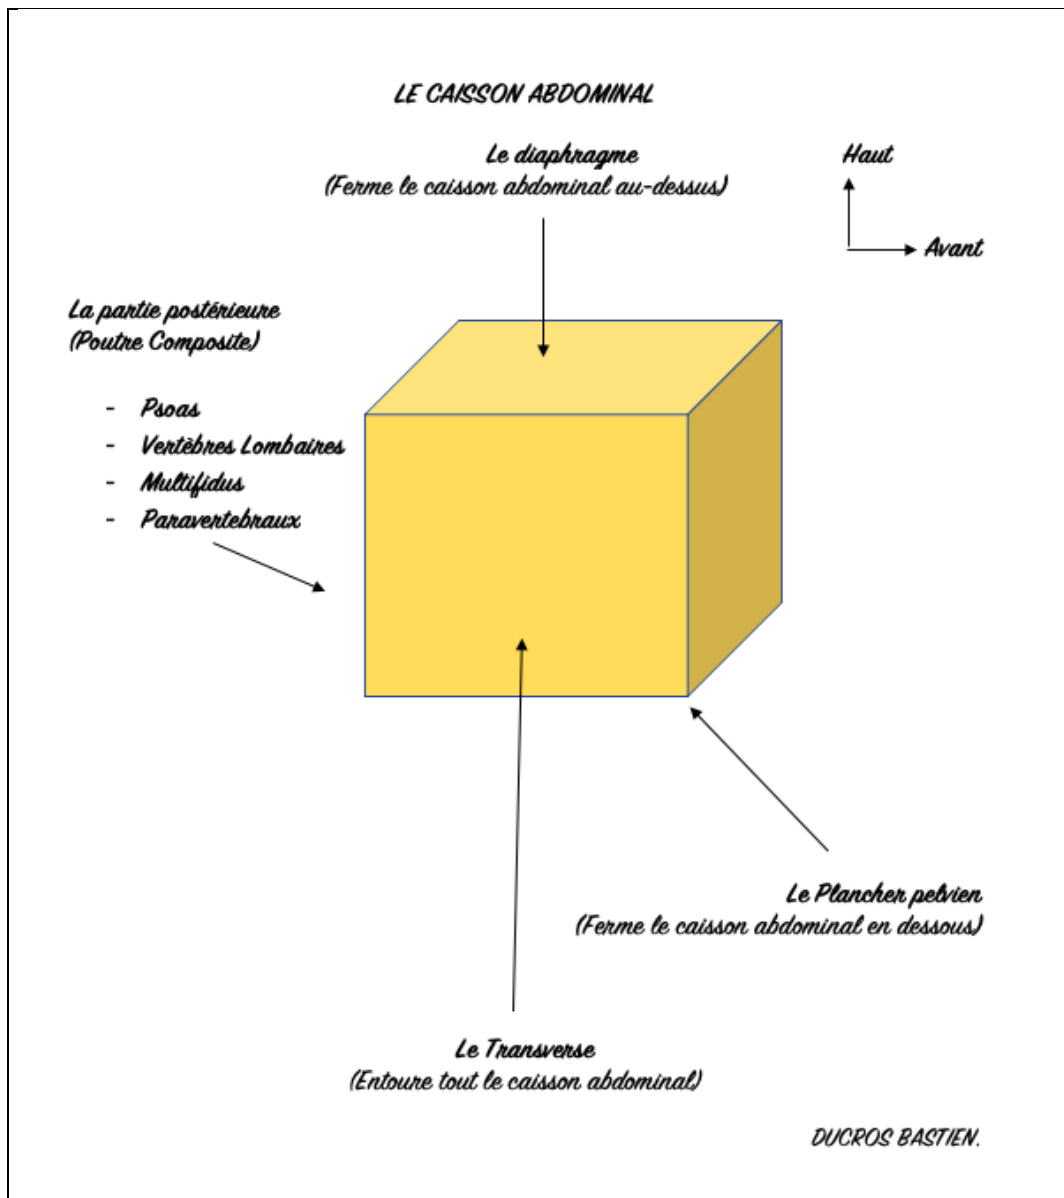 LE CAISSON ABDOMINAL
Le diaphragme
(Ferme le caisson abdominal au-dessus)
Haut
Avant
La partie postérieure
(Poutre Composite)
- Psoas
- Vertèbres Lombaires
- Multifidus
- Paravertebraux
Le Plancher pelvien
(Ferme le caisson abdominal en dessous)
Le Transverse
(Entoure tout le caisson abdominal)
DUCROS BASTIEN.